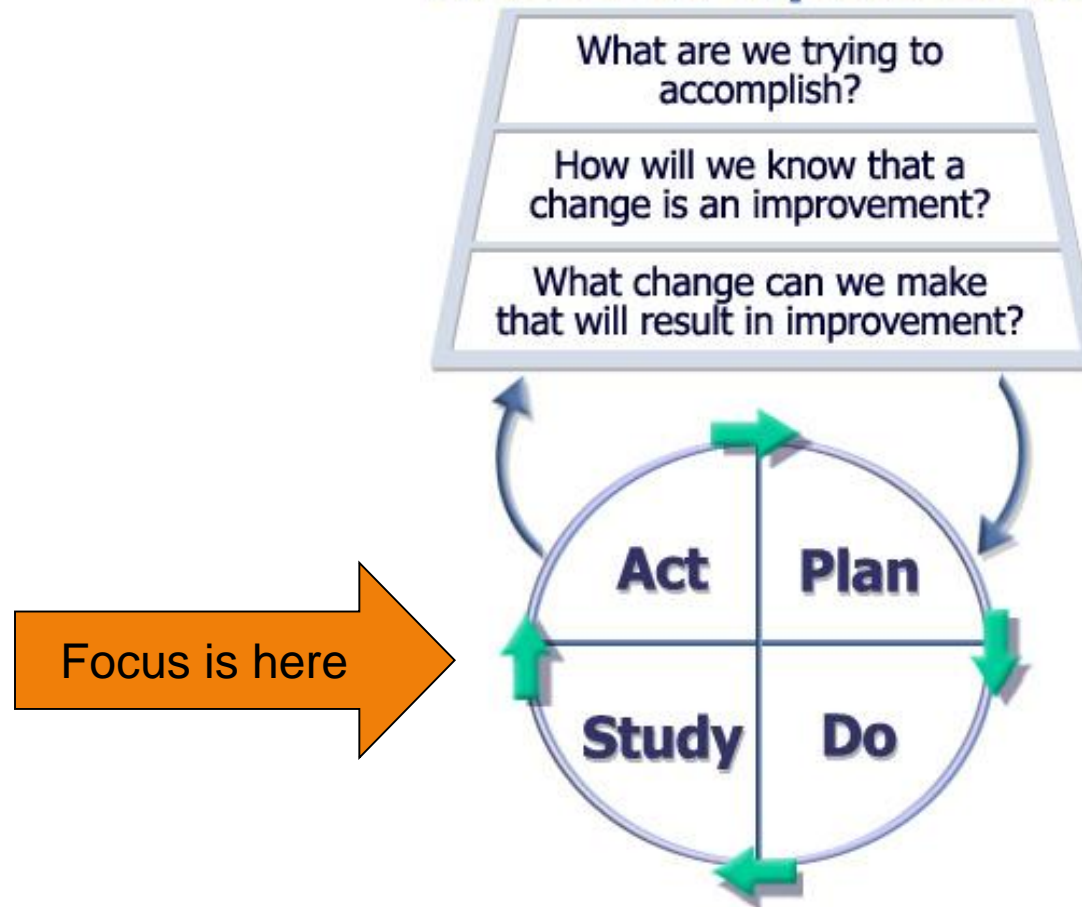 What are we trying to
accomplish?
How will we know that a
change is an improvement?
What change can we make
that will result in improvement?
Act
Plan
Focus is here
Study
Do